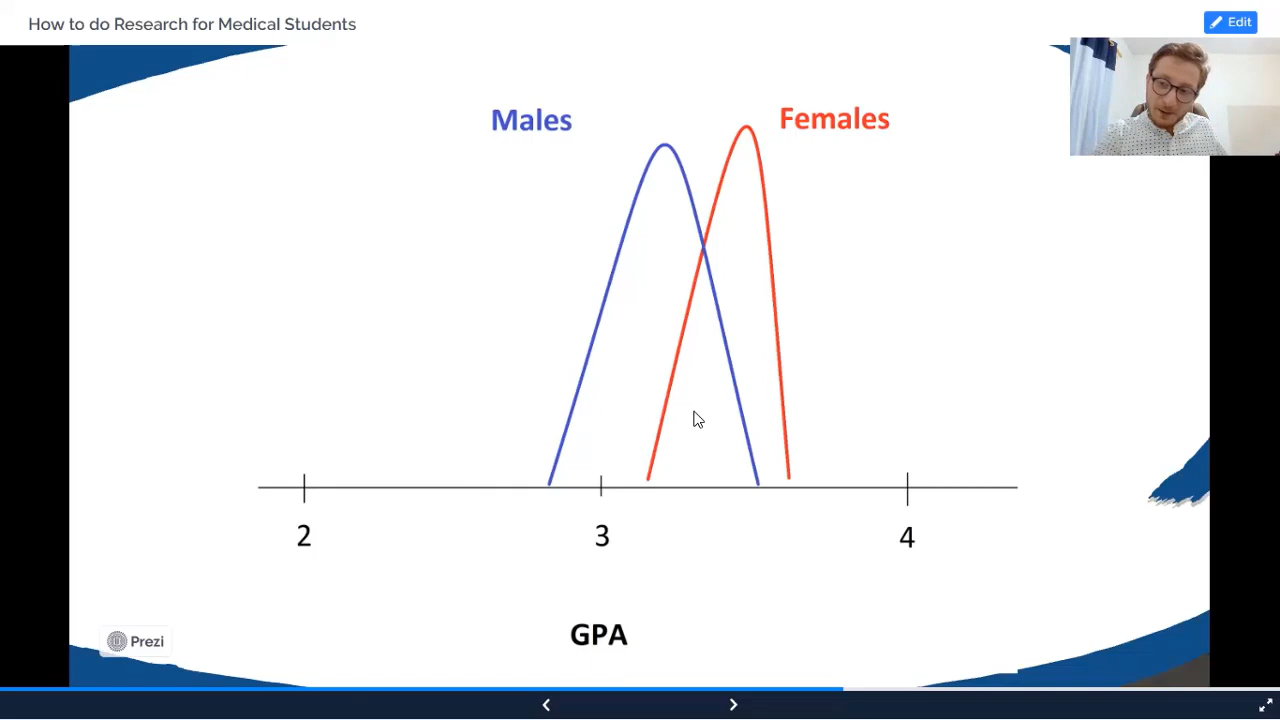 How to do Research for Medical Students
Edit
Males
Females
2
3
4
GPA
Prezi